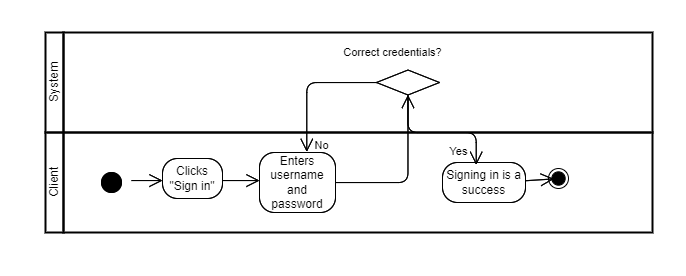 System
Correct credentials?
Client
Clicks
"Sign in"
No
Enters
username
and
password
Yes
Signing in is a
success